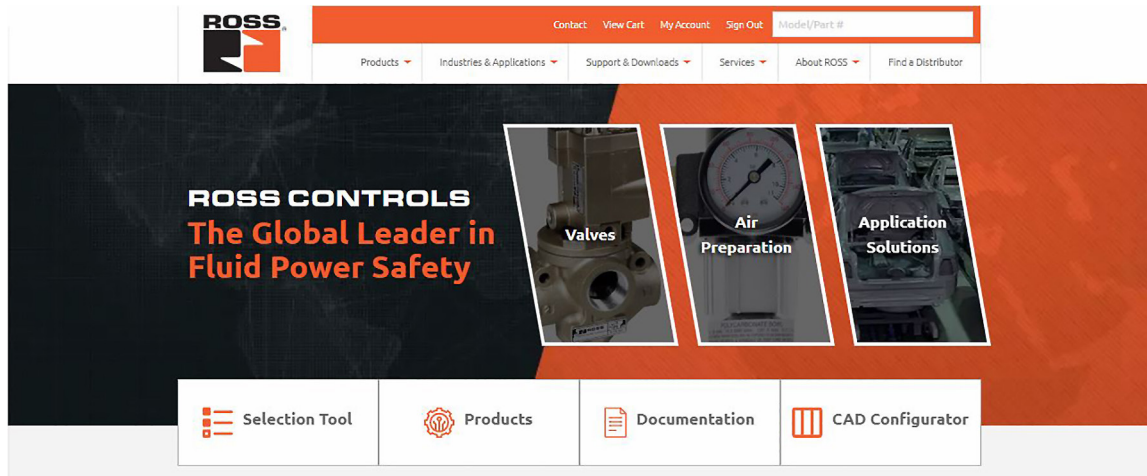 ROSS
Contact View Cart My Account Sign Out Model/Part #
Products Industries & Applications Support & Downloads Services About ROSS Find a Distributor
ROSS CONTROLS
The Global Leader in
Fluid Power Safety
Valves
Air
Preparation
Application
Solutions
Selection Tool
Products
Documentation
CAD Configurator